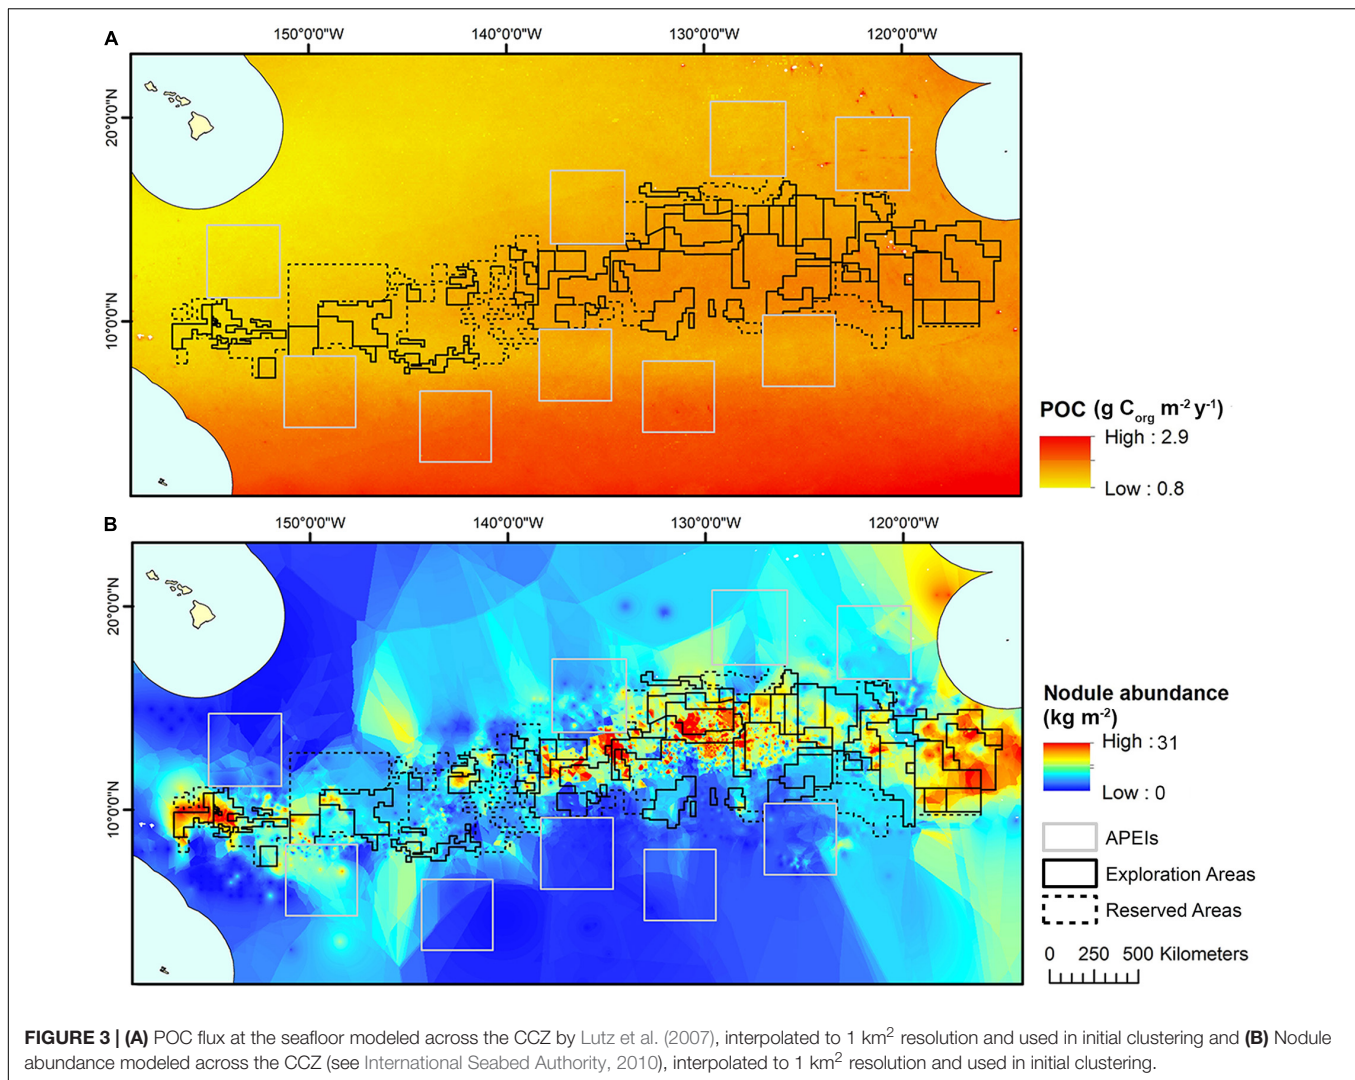 A
150°0'0"W 140°0'0"W 130°0'0"W 120°0'0"W
20°0'0"N
10°0'0"N
POC (g Corg m-2 y-1)
High : 2.9
Low : 0.8
B
150°0'0"W 140°0'0"W 130°0'0"W 120°0'0"W
20°0'0"N
10°0'0"N
Nodule abundance
(kg m-2)
High : 31
Low : 0
APEIs
Exploration Areas
Reserved Areas
0 250 500 Kilometers
FIGURE 3 | (A) POC flux at the seafloor modeled across the CCZ by Lutz et al. (2007), interpolated to 1 km2 resolution and used in initial clustering and (B) Nodule
abundance modeled across the CCZ (see International Seabed Authority, 2010), interpolated to 1 km2 resolution and used in initial clustering.